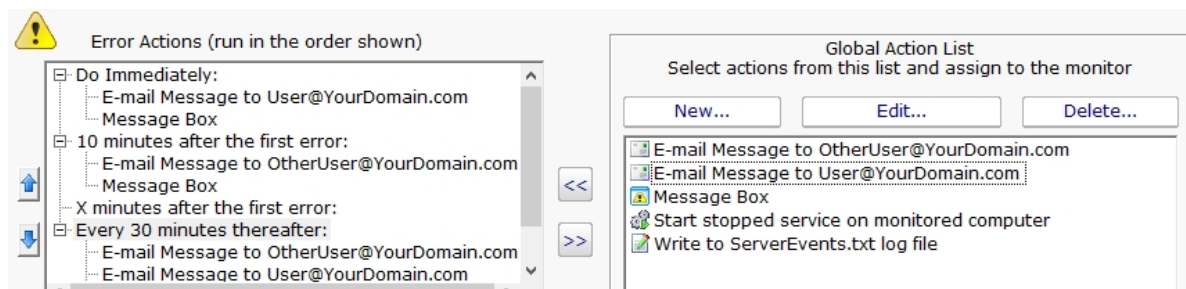 Error Actions (run in the order shown)
Do Immediately:
E-mail Message to User@YourDomain.com
Message Box
10 minutes after the first error:
E-mail Message to OtherUser@YourDomain.com
Message Box
X minutes after the first error:
Every 30 minutes thereafter:
E-mail Message to OtherUser@YourDomain.com
E-mail Message to User@YourDomain.com
<<
>>
Global Action List
Select actions from this list and assign to the monitor
New... Edit... Delete...
E-mail Message to OtherUser@YourDomain.com
E-mail Message to User@YourDomain.com
Message Box
Start stopped service on monitored computer
Write to ServerEvents.txt log file